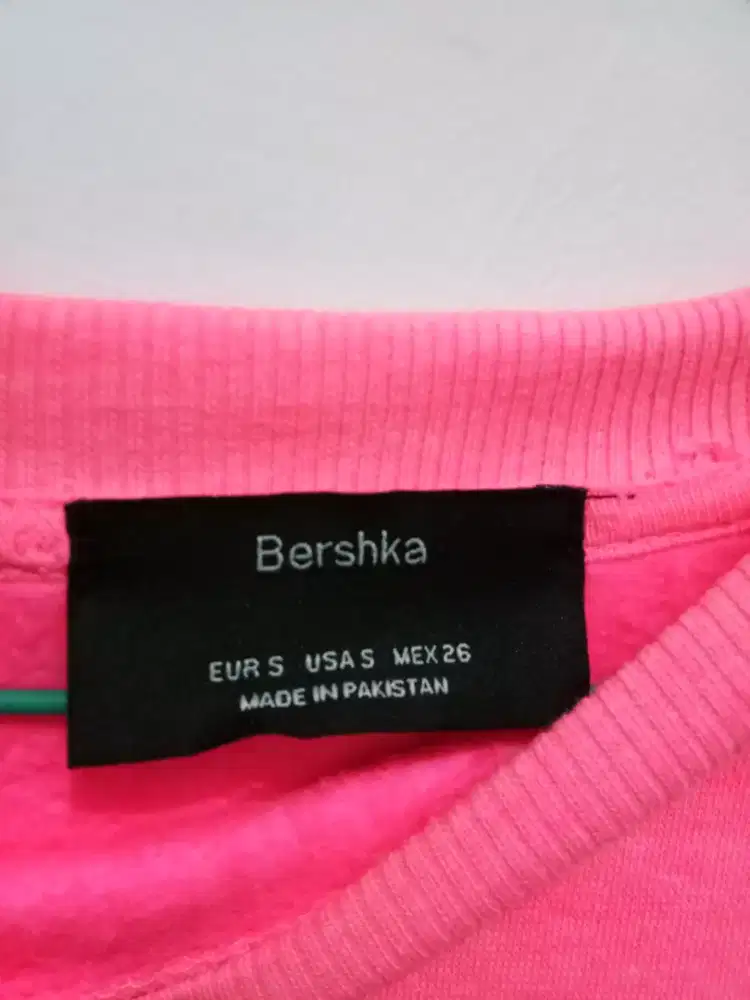 Bershka
EUR S USA S MEX 26
MADE IN PAKISTAN